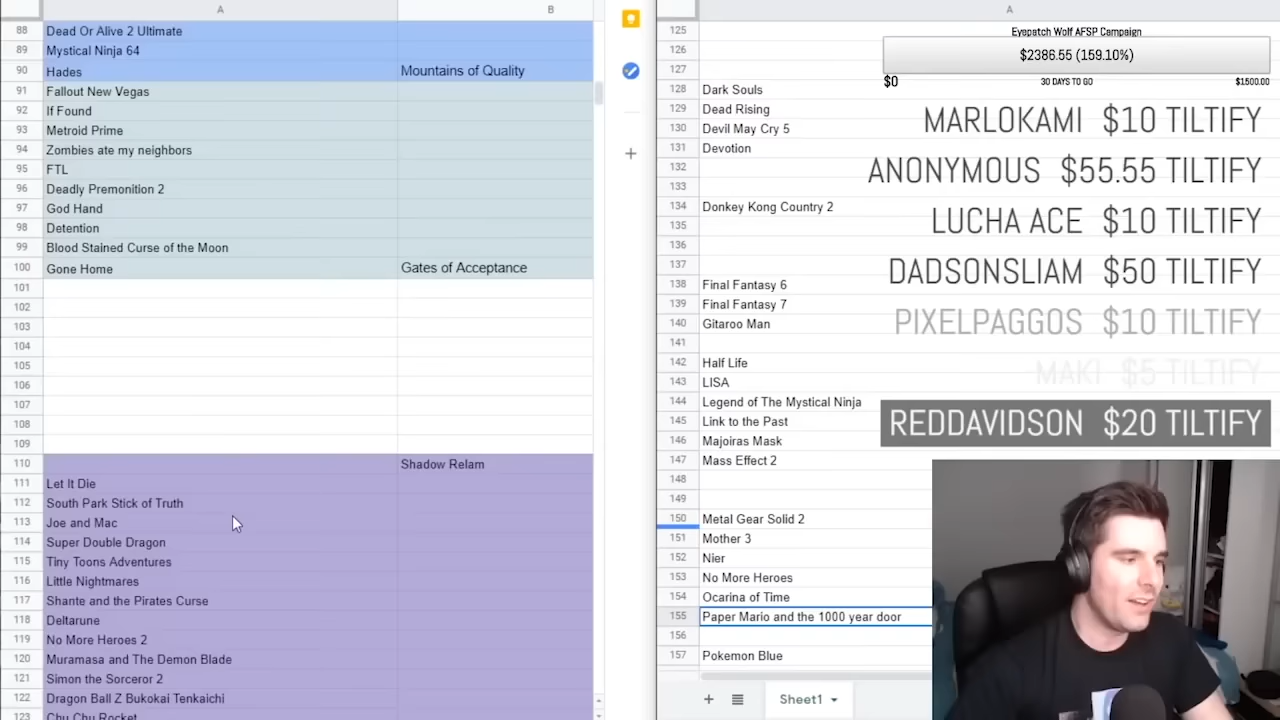 A
B
88 Dead Or Alive 2 Ultimate
89 Mystical Ninja 64
90 Hades Mountains of Quality
91 Fallout New Vegas
92 If Found
93 Metroid Prime
94 Zombies ate my neighbors
95 FTL
96 Deadly Premonition 2
97 God Hand
98 Detention
99 Blood Stained Curse of the Moon
100 Gone Home Gates of Acceptance
101
102
103
104
105
106
107
108
109
110 Shadow Relam
111 Let It Die
112 South Park Stick of Truth
113 Joe and Mac
114 Super Double Dragon
115 TIny Toons Adventures
116 Little Nightmares
117 Shante and the Pirates Curse
118 Deltarune
119 No More Heroes 2
120 Muramasa and The Demon Blade
121 Simon the Sorceror 2
122 Dragon Ball Z Bukokai Tenkaichi
123 Chu Chu Rocket
A
125
126
127
128 Dark Souls
129 Dead Rising
130 Devil May Cry 5
131 Devotion
132
133
134 Donkey Kong Country 2
135
136
137
138 Final Fantasy 6
139 Final Fantasy 7
140 Gitaroo Man
141
142 Half Life
143 LISA
144 Legend of The Mystical Ninja
145 Link to the Past
146 Majoiras Mask
147 Mass Effect 2
148
149
150 Metal Gear Solid 2
151 Mother 3
152 Nier
153 No More Heroes
154 Ocarina of Time
155 Paper Mario and the 1000 year door
156
157 Pokemon Blue
Sheet1
Eyepatch Wolf AFSP Campaign
$2386.55 (159.10%)
$0 30 DAYS TO GO $1500.00
MARLOKAMI $10 TILTIFY
ANONYMOUS $55.55 TILTIFY
LUCHA ACE $10 TILTIFY
DADSONSLIAM $50 TILTIFY
PIXELPAGGOS $10 TILTIFY
MAKI $5 TILTIFY
REDDAVIDSON $20 TILTIFY